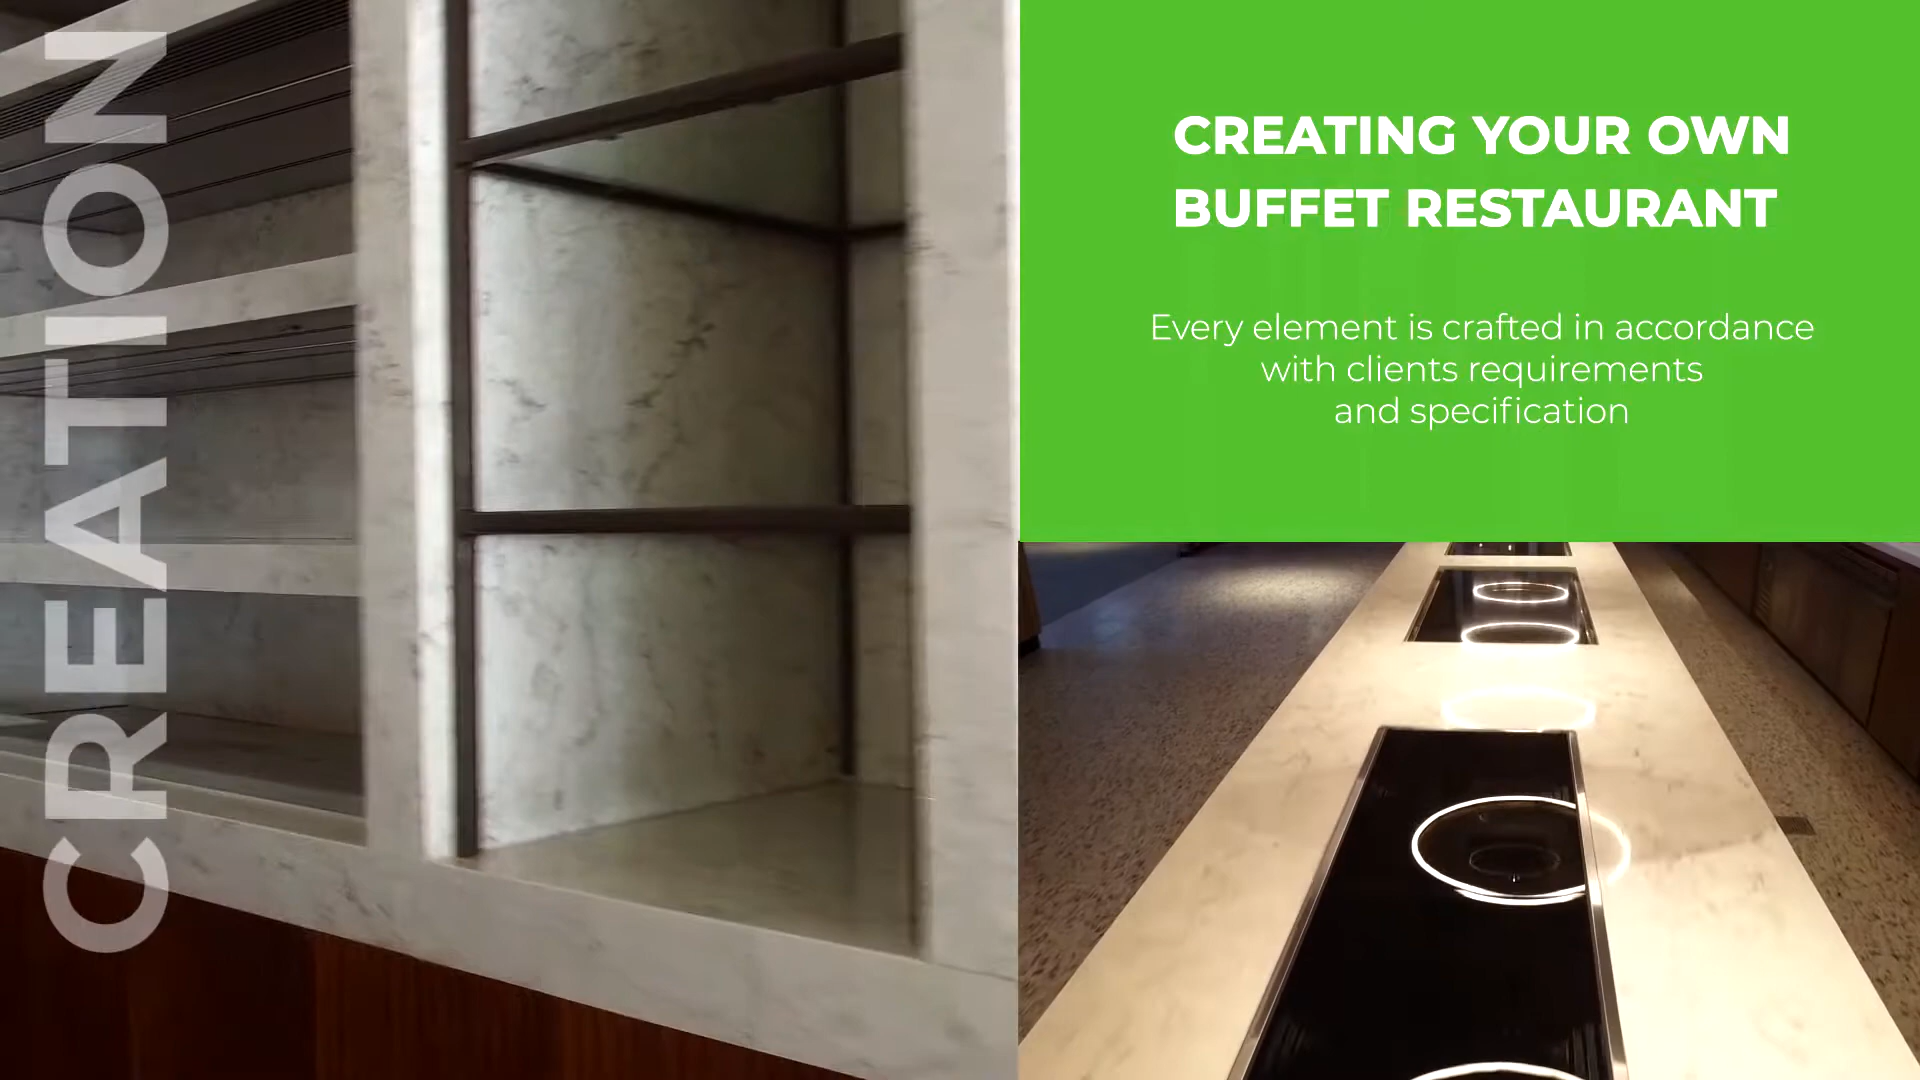 CREATION
CREATING YOUR OWN
BUFFET RESTAURANT
Every element is crafted in accordance
with clients requirements
and specification